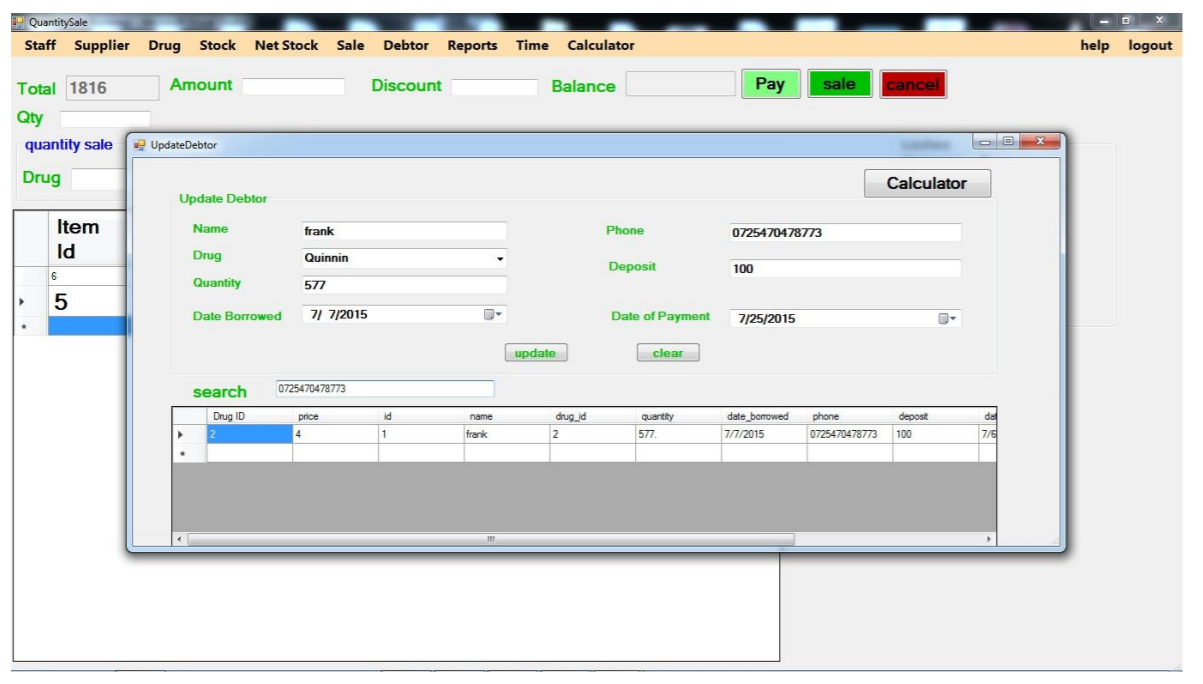 QuantitySale
Staff Supplier Drug Stock Net Stock Sale Debtor Reports Time Calculator help logout
Total 1816 Amount Discount Balance Pay sale cancel
Qty
quantity sale
Drug
Item
Id
6
5
UpdateDebtor
Calculator
Update Debtor
Name frank Phone 0725470478773
Drug Quinnin Deposit 100
Quantity 577
Date Borrowed 7/ 7/2015 Date of Payment 7/25/2015
update clear
search 0725470478773
Drug ID price id name drug_id quantity date_borrowed phone deposit dat
2 4 1 frank 2 577. 7/7/2015 0725470478773 100 7/6